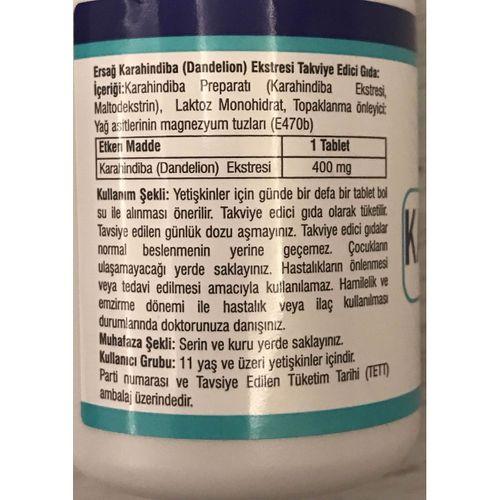 Ersağ Karahindiba (Dandelion) Ekstresi Takviye Edici Gıda:
İçeriği:Karahindiba Preparatı (Karahindiba Ekstresi,
Maltodekstrin), Laktoz Monohidrat, Topaklanma önleyici:
Yağ asitlerinin magnezyum tuzları (E470b)
Etken Madde 1 Tablet
Karahindiba (Dandelion) Ekstresi 400 mg
Kullanım Şekli: Yetişkinler için günde bir defa bir tablet bol
su ile alınması önerilir. Takviye edici gıda olarak tüketilir.
Tavsiye edilen günlük dozu aşmayınız. Takviye edici gıdalar
normal beslenmenin yerine geçemez. Çocukların
ulaşamayacağı yerde saklayınız. Hastalıkların önlenmesi
veya tedavi edilmesi amacıyla kullanılamaz. Hamilelik ve
emzirme dönemi ile hastalık veya ilaç kullanılması
durumlarında doktorunuza danışınız.
Muhafaza Şekli: Serin ve kuru yerde saklayınız.
Kullanıcı Grubu: 11 yaş ve üzeri yetişkinler içindir.
Parti numarası ve Tavsiye Edilen Tüketim Tarihi (TETT)
ambalaj üzerindedir.